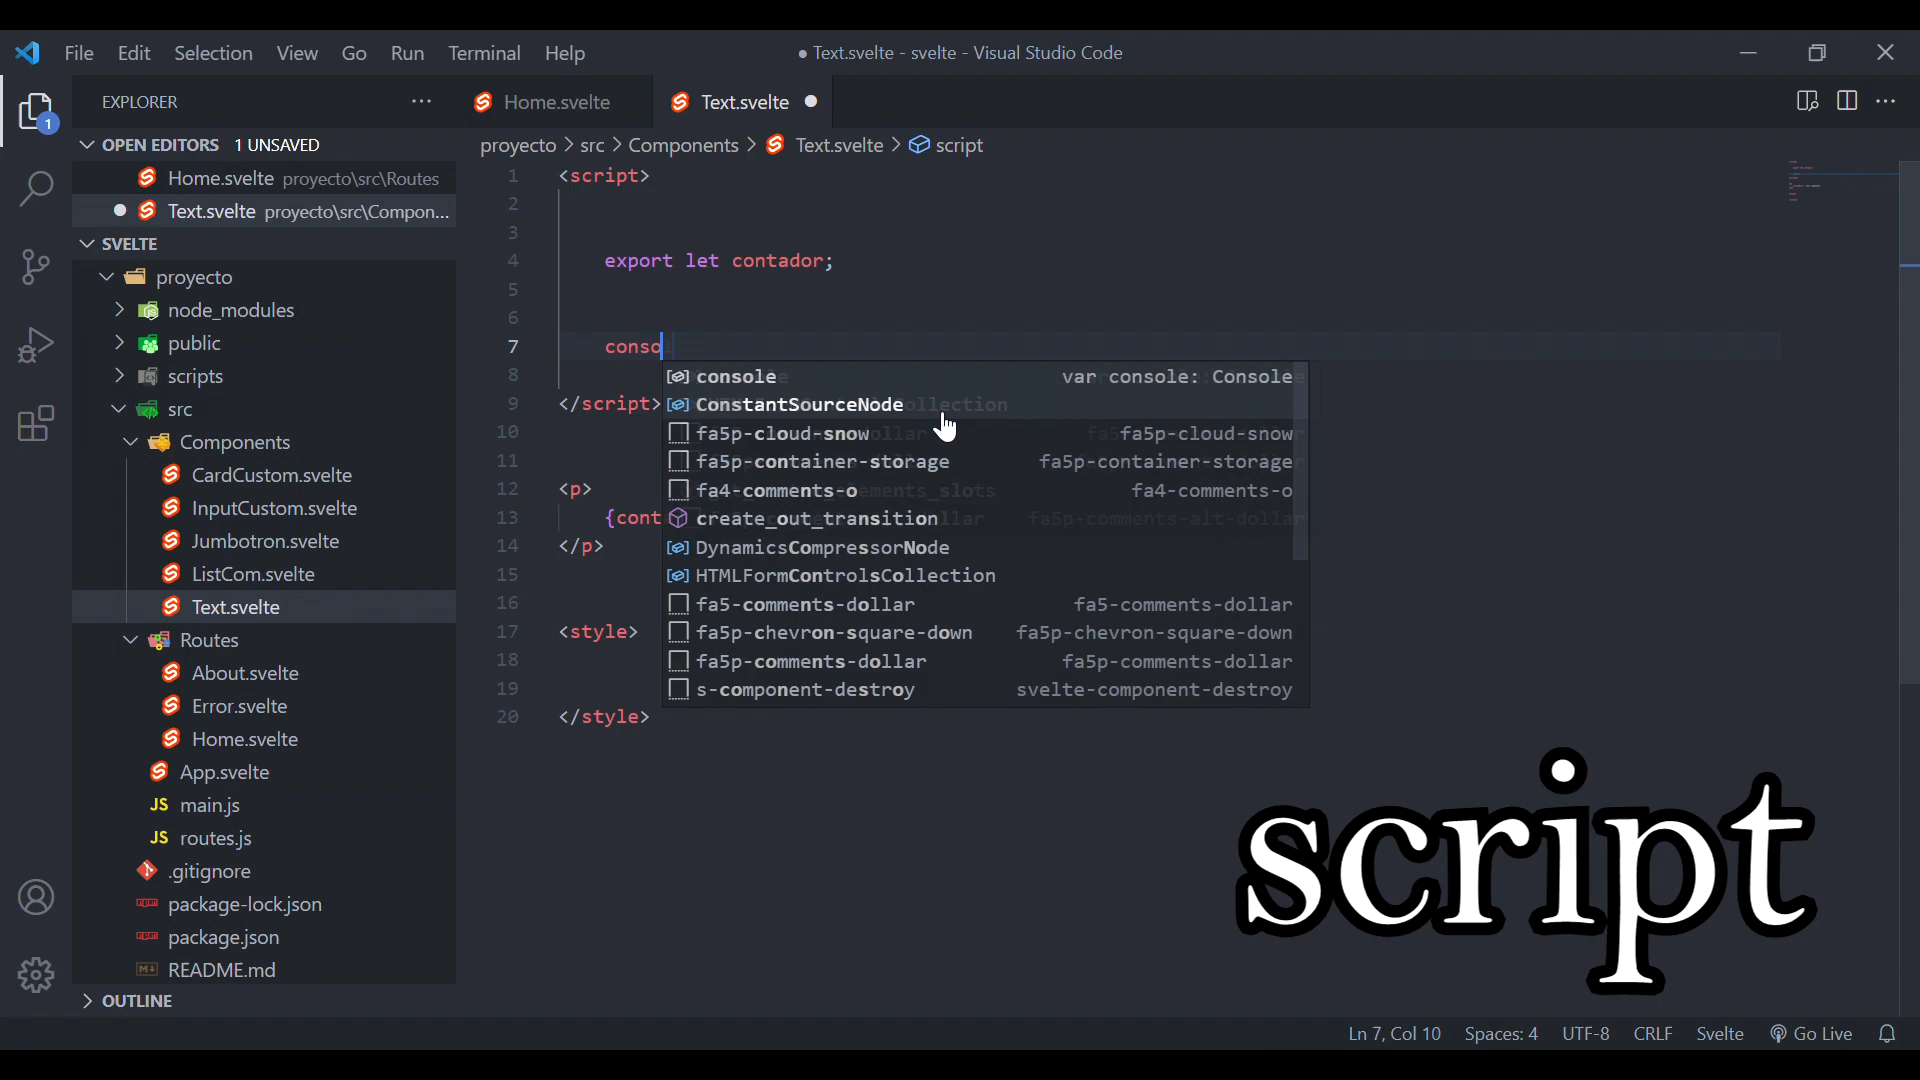 File Edit Selection View Go Run Terminal Help
● Text.svelte - svelte - Visual Studio Code
EXPLORER
Home.svelte
Text.svelte
1
OPEN EDITORS 1 UNSAVED
Home.svelte proyecto\src\Routes
Text.svelte proyecto\src\Compon...
SVELTE
proyecto
node_modules
public
scripts
src
Components
CardCustom.svelte
InputCustom.svelte
Jumbotron.svelte
ListCom.svelte
Text.svelte
Routes
About.svelte
Error.svelte
Home.svelte
App.svelte
JS main.js
JS routes.js
.gitignore
package-lock.json
package.json
README.md
OUTLINE
proyecto > src > Components > Text.svelte > script
1 <script>
2
3
4 export let contador;
5
6
7 conso
8
9 </script>
10
11
12 <p>
13 {cont
14 </p>
15
16
17 <style>
18
19
20 </style>
console var console: Console
ConstantSourceNode
fa5p-cloud-snow fa5p-cloud-snow
fa5p-container-storage fa5p-container-storage
fa4-comments-o fa4-comments-o
create_out_transition
DynamicsCompressorNode
HTMLFormControlsCollection
fa5-comments-dollar fa5-comments-dollar
fa5p-chevron-square-down fa5p-chevron-square-down
fa5p-comments-dollar fa5p-comments-dollar
s-component-destroy svelte-component-destroy
script
Ln 7, Col 10 Spaces: 4 UTF-8 CRLF Svelte Go Live